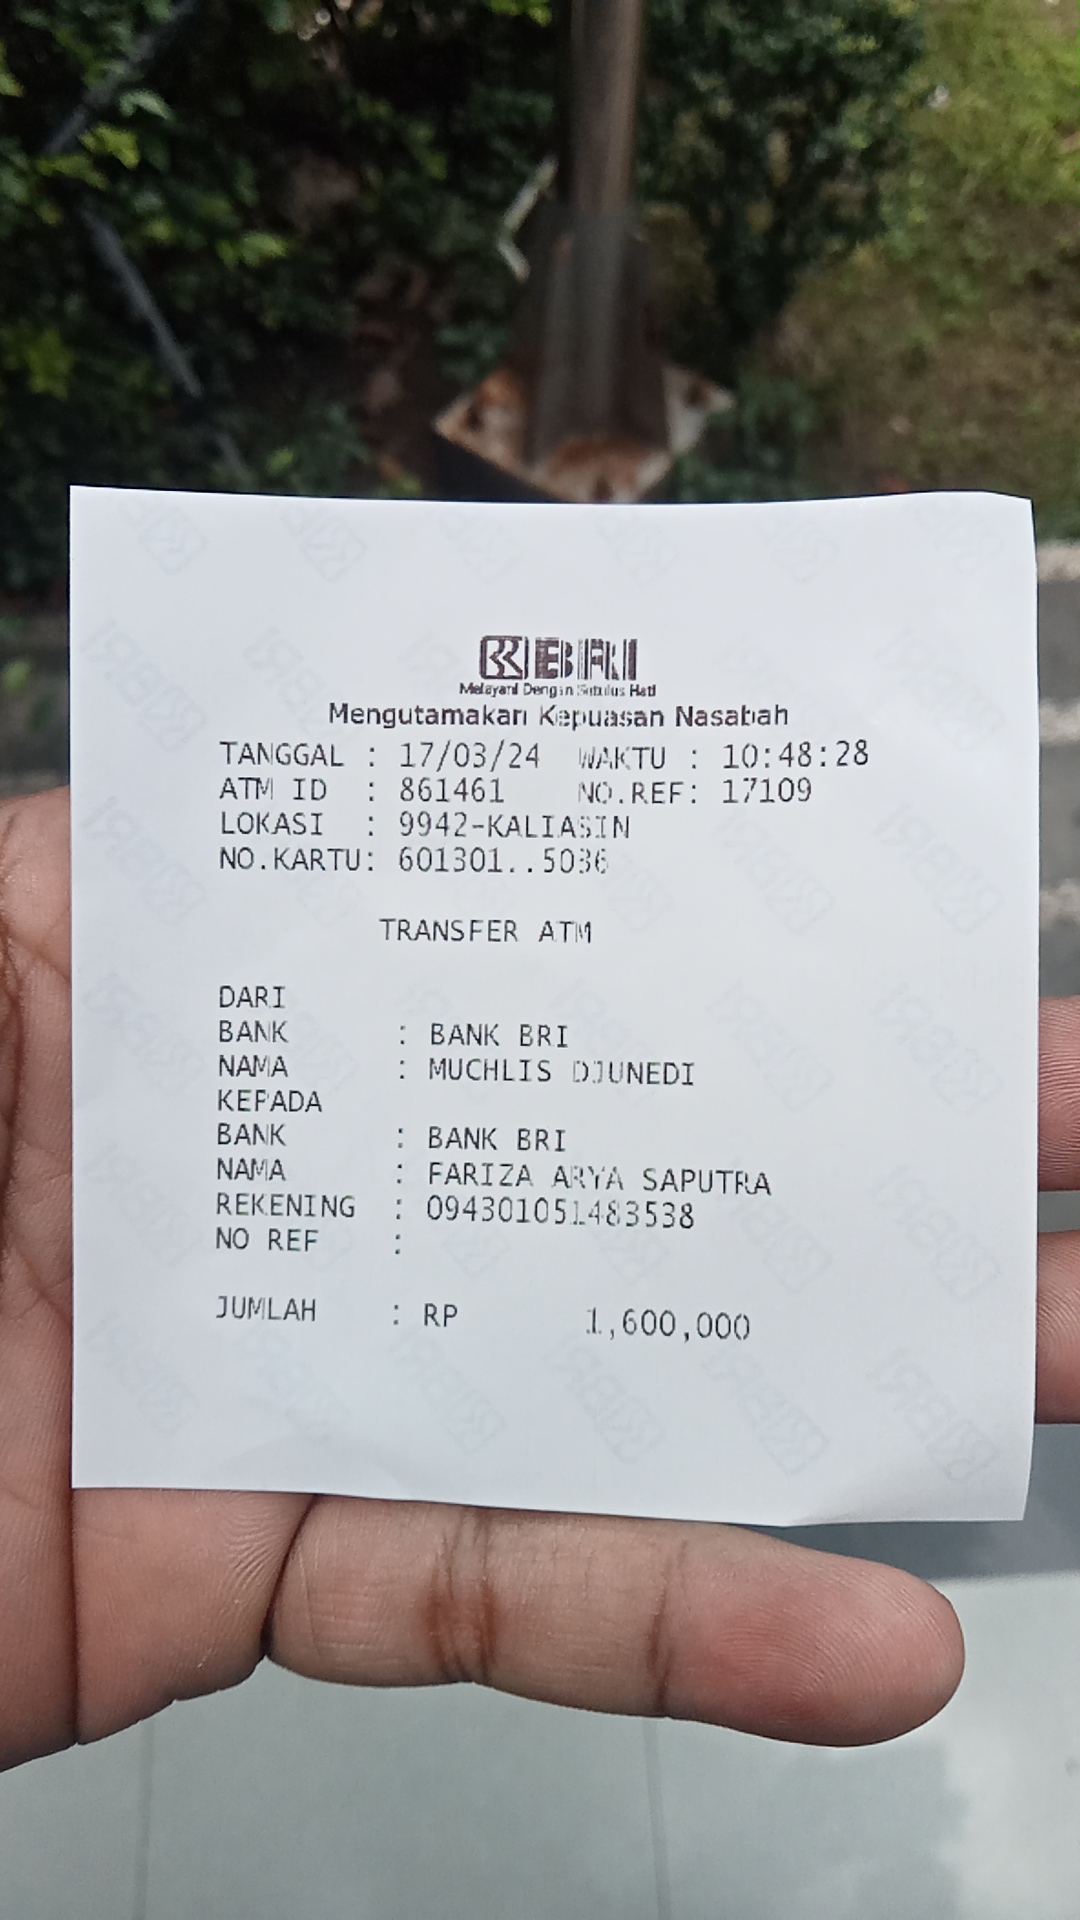 BRI
Melayani Dengan Setulus Hati
Mengutamakan Kepuasan Nasabah
TANGGAL : 17/03/24 WAKTU : 10:48:28
ATM ID : 861461 NO.REF: 17109
LOKASI : 9942-KALIASIN
NO.KARTU: 601301..5036
TRANSFER ATM
DARI
BANK : BANK BRI
NAMA : MUCHLIS DJUNEDI
KEPADA
BANK : BANK BRI
NAMA : FARIZA ARYA SAPUTRA
REKENING : 094301051483538
NO REF :
JUMLAH : RP 1,600,000